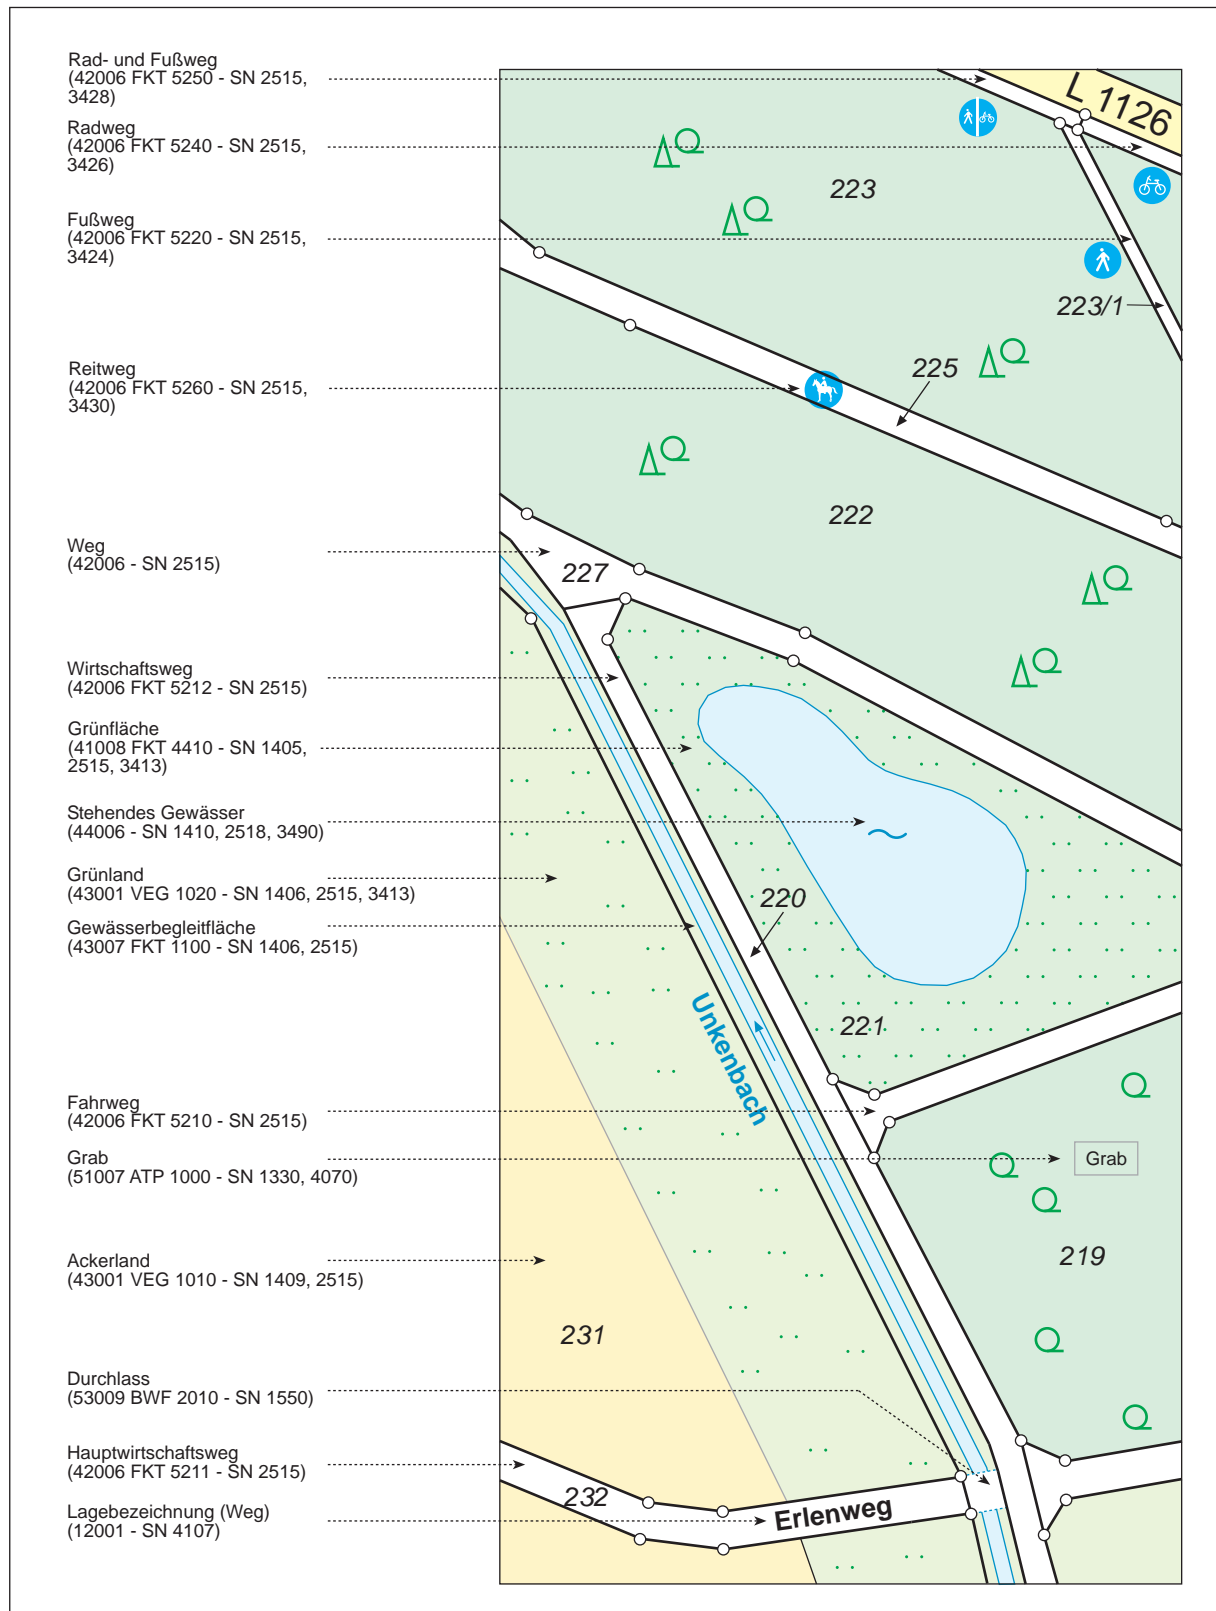 Rad- und Fußweg
(42006 FKT 5250 - SN 2515,
3428)
Radweg
(42006 FKT 5240 - SN 2515,
3426)
Fußweg
(42006 FKT 5220 - SN 2515,
3424)
Reitweg
(42006 FKT 5260 - SN 2515,
3430)
Weg
(42006 - SN 2515)
Wirtschaftsweg
(42006 FKT 5212 - SN 2515)
Grünfläche
(41008 FKT 4410 - SN 1405,
2515, 3413)
Stehendes Gewässer
(44006 - SN 1410, 2518, 3490)
Grünland
(43001 VEG 1020 - SN 1406, 2515, 3413)
Gewässerbegleitfläche
(43007 FKT 1100 - SN 1406, 2515)
Fahrweg
(42006 FKT 5210 - SN 2515)
Grab
(51007 ATP 1000 - SN 1330, 4070)
Ackerland
(43001 VEG 1010 - SN 1409, 2515)
Durchlass
(53009 BWF 2010 - SN 1550)
Hauptwirtschaftsweg
(42006 FKT 5211 - SN 2515)
Lagebezeichnung (Weg)
(12001 - SN 4107)
L 1126
223
223/1
225
222
227
220
221
Unkenbach
Grab
219
231
232
Erlenweg